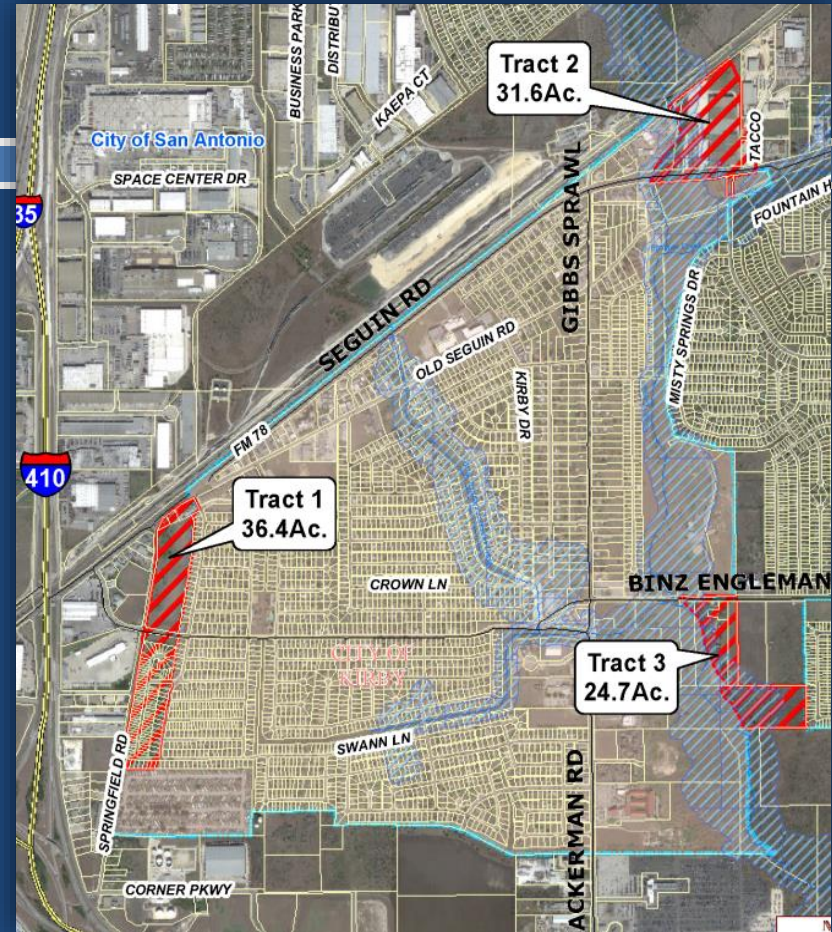 BUSINESS PARK
DISTRIBU
KAEPA CT
Tract 2
31.6Ac.
City of San Antonio
SPACE CENTER DR
TACCO
35
GIBBS SPRAWL
FOUNTAIN H
SEGUIN RD
OLD SEGUIN RD
MISTY SPRINGS DR
KIRBY DR
FM 78
410
Tract 1
36.4Ac.
CROWN LN
BINZ ENGLEMAN
CITY OF
KIRBY
Tract 3
24.7Ac.
SWANN LN
SPRINGFIELD RD
ACKERMAN RD
CORNER PKWY
N